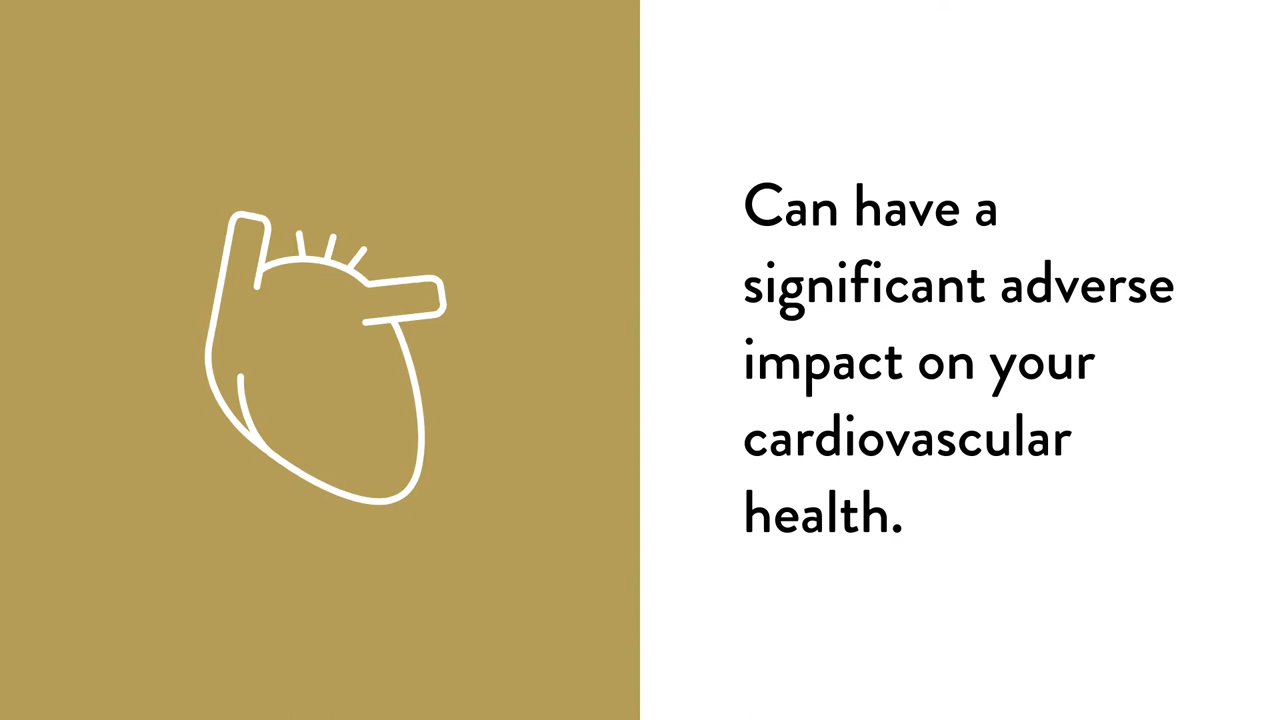 Can have a
significant adverse
impact on your
cardiovascular
health.